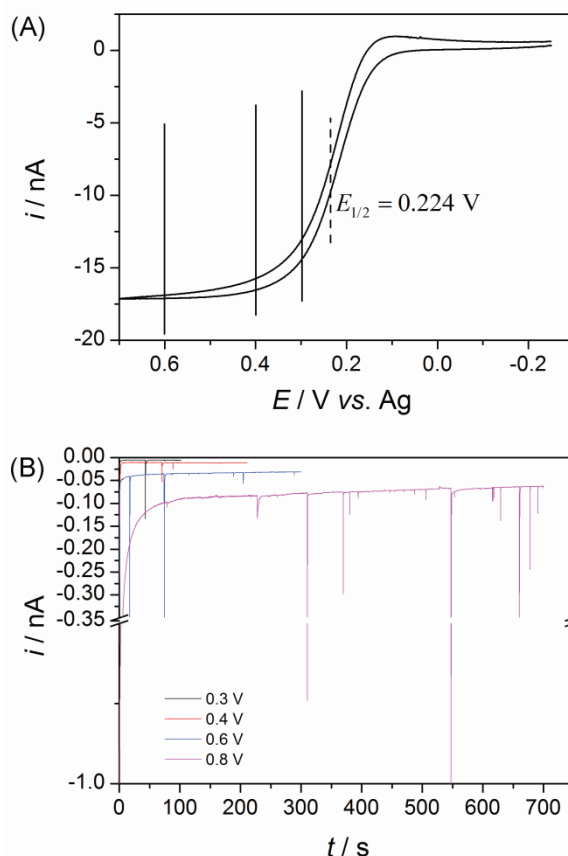 (A)
0
-5
-10
-15
-20
i / nA
E1/2 = 0.224 V
0.6 0.4 0.2 0.0 -0.2
E / V vs. Ag
(B)
0.00
-0.05
-0.10
-0.15
-0.20
-0.25
-0.30
-0.35
-1.0
i / nA
0.3 V
0.4 V
0.6 V
0.8 V
0 100 200 300 400 500 600 700
t / s